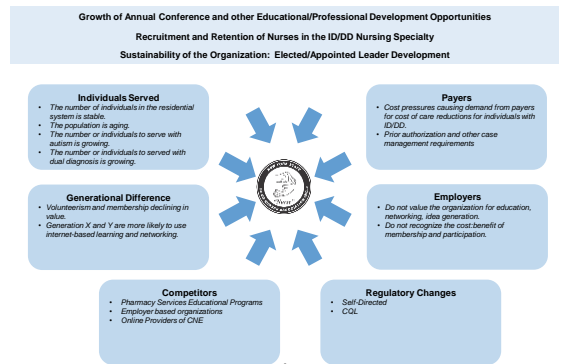 Growth of Annual Conference and other Educational/Professional Development Opportunities
Recruitment and Retention of Nurses in the ID/DD Nursing Specialty
Sustainability of the Organization: Elected/Appointed Leader Development
Individuals Served
• The number of individuals in the residential
system is stable.
• The population is aging.
• The number or individuals to serve with
autism is growing.
• The number or individuals to served with
dual diagnosis is growing.
Payers
• Cost pressures causing demand from payers
for cost of care reductions for individuals with
ID/DD.
• Prior authorization and other case
management requirements
Generational Difference
• Volunteerism and membership declining in
value.
• Generation X and Y are more likely to use
internet-based learning and networking.
Employers
• Do not value the organization for education,
networking, idea generation.
• Do not recognize the cost:benefit of
membership and participation.
Competitors
• Pharmacy Services Educational Programs
• Employer based organizations
• Online Providers of CNE
Regulatory Changes
• Self-Directed
• CQL